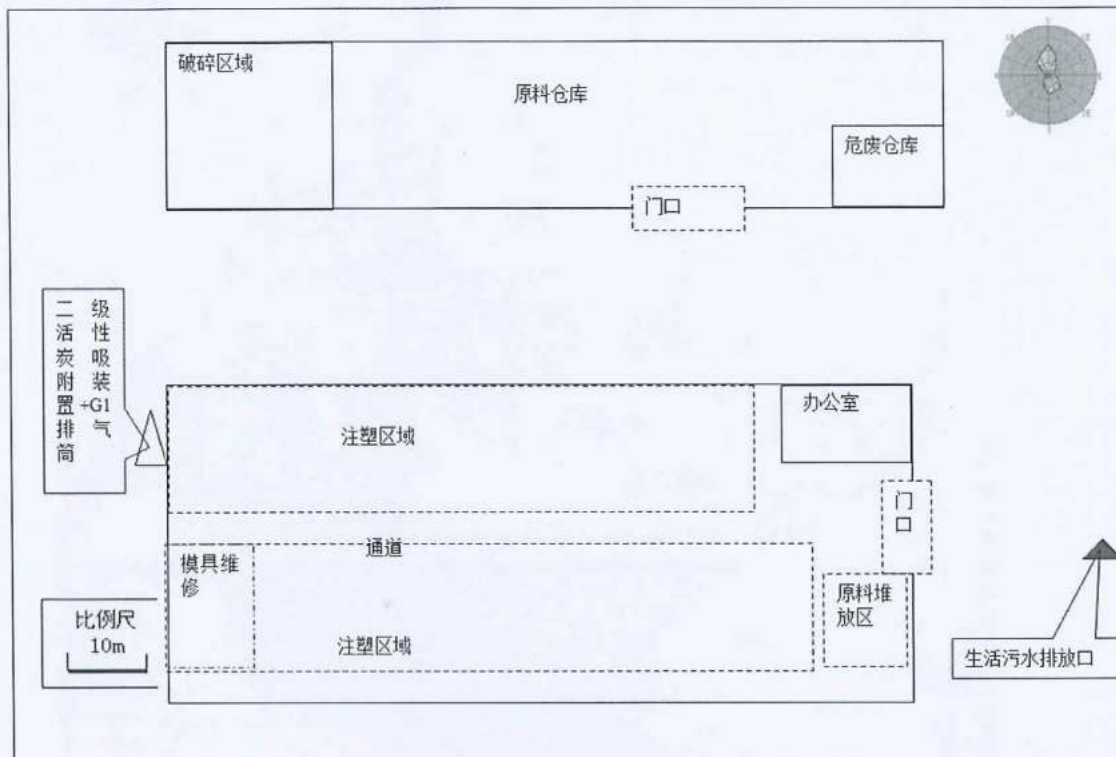 破碎区域
原料仓库
危废仓库
门口
二级
活性
炭吸
附装
置+G1
排气
筒
注塑区域
办公室
门
口
通道
模具维
修
原料堆
放区
注塑区域
比例尺
10m
生活污水排放口